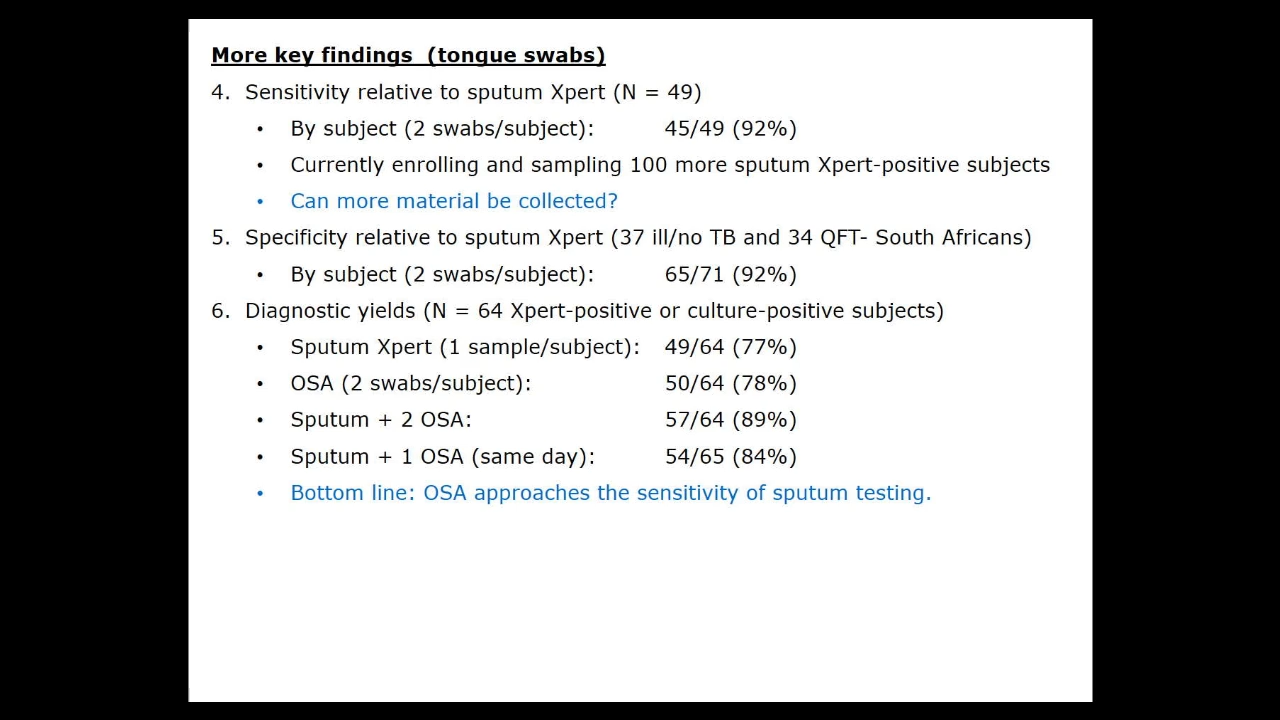 More key findings (tongue swabs)
4. Sensitivity relative to sputum Xpert (N = 49)
• By subject (2 swabs/subject): 45/49 (92%)
• Currently enrolling and sampling 100 more sputum Xpert-positive subjects
• Can more material be collected?
5. Specificity relative to sputum Xpert (37 ill/no TB and 34 QFT- South Africans)
• By subject (2 swabs/subject): 65/71 (92%)
6. Diagnostic yields (N = 64 Xpert-positive or culture-positive subjects)
• Sputum Xpert (1 sample/subject): 49/64 (77%)
• OSA (2 swabs/subject): 50/64 (78%)
• Sputum + 2 OSA: 57/64 (89%)
• Sputum + 1 OSA (same day): 54/65 (84%)
• Bottom line: OSA approaches the sensitivity of sputum testing.